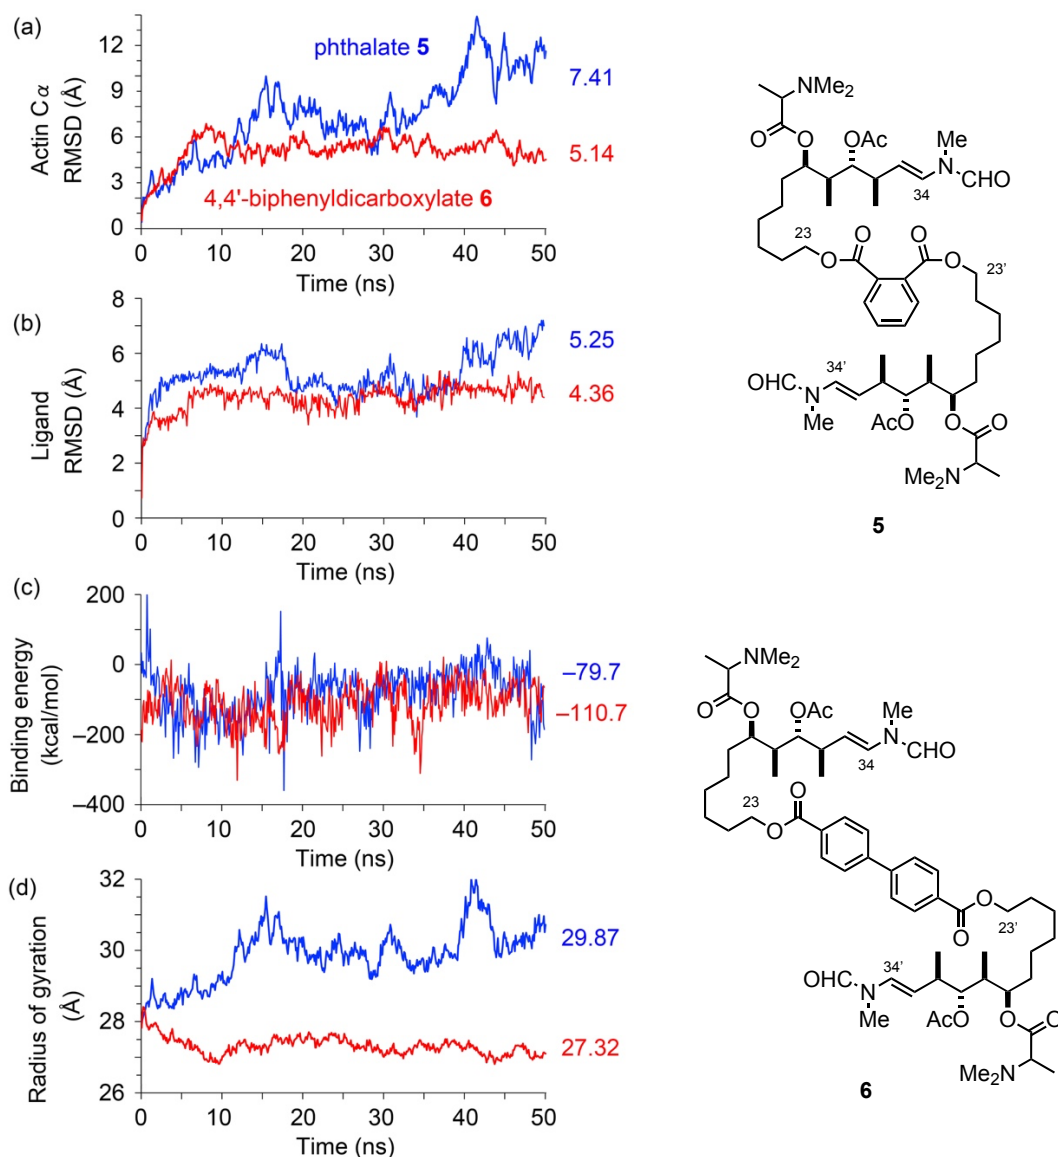 (a)
Actin Cα
RMSD (Å)
12
9
6
3
0
phthalate 5
7.41
5.14
4,4'-biphenyldicarboxylate 6
0 10 20 30 40 50
Time (ns)
(b)
Ligand
RMSD (Å)
8
6
4
2
0
5.25
4.36
0 10 20 30 40 50
Time (ns)
(c)
Binding energy
(kcal/mol)
200
0
–200
–400
–79.7
–110.7
0 10 20 30 40 50
Time (ns)
(d)
Radius of gyration
(Å)
32
30
28
26
29.87
27.32
0 10 20 30 40 50
Time (ns)
NMe2
O
O
OAc
Me
N
CHO
34
23
O
O
O
O
23'
34'
OHC
N
Me
AcO
O
O
Me2N
5
NMe2
O
O
OAc
Me
N
CHO
34
23
O
O
O
O
23'
34'
OHC
N
Me
AcO
O
O
Me2N
6